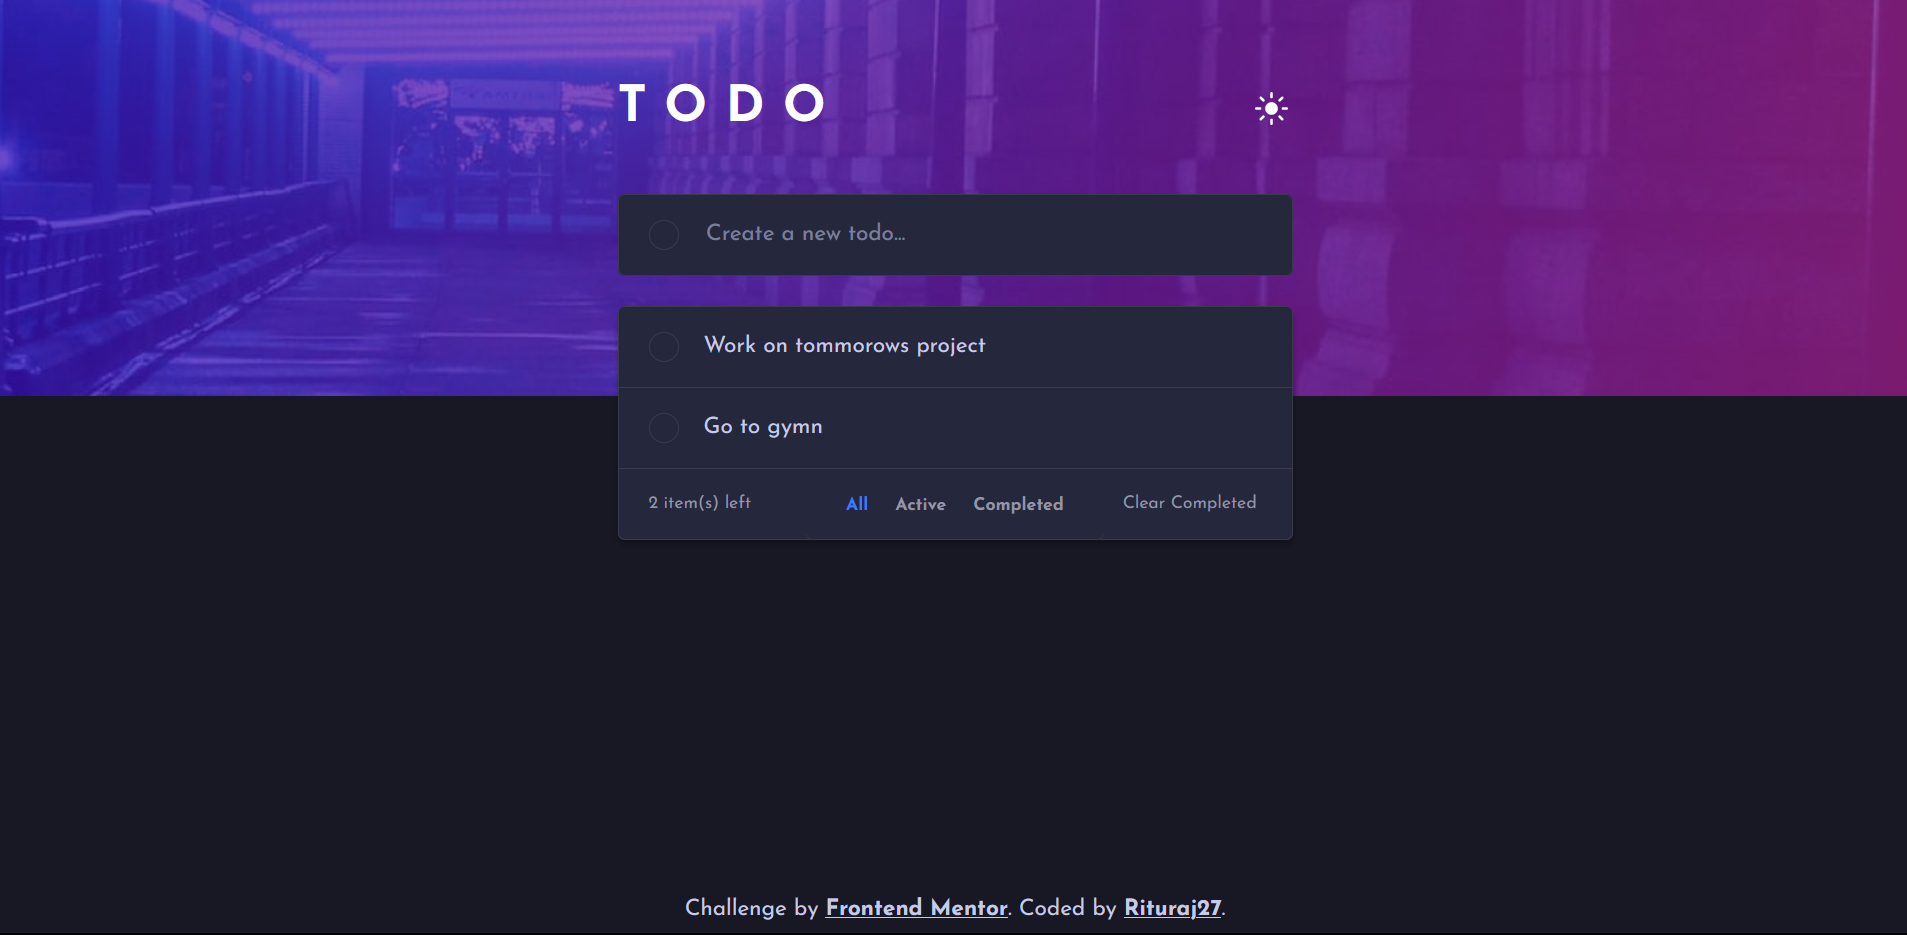 TODO
Create a new todo...
Work on tommorows project
Go to gymn
2 item(s) left All Active Completed Clear Completed
Challenge by Frontend Mentor. Coded by Rituraj27.